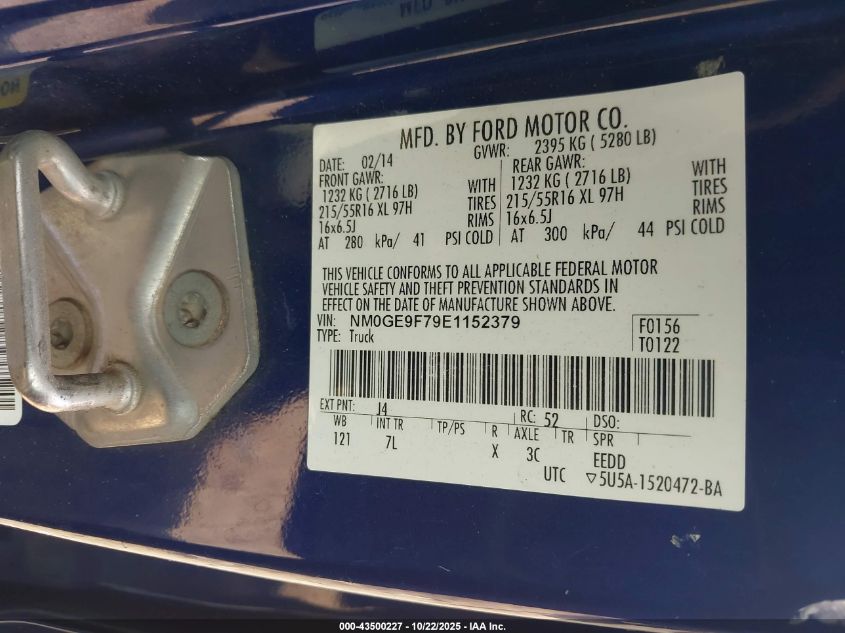 MFD. BY FORD MOTOR CO.
DATE: 02/14 GVWR: 2395 KG ( 5280 LB)
FRONT GAWR: REAR GAWR:
1232 KG ( 2716 LB) WITH 1232 KG ( 2716 LB) WITH
215/55R16 XL 97H TIRES 215/55R16 XL 97H TIRES
16x6.5J RIMS 16x6.5J RIMS
AT 280 kPa/ 41 PSI COLD AT 300 kPa/ 44 PSI COLD
THIS VEHICLE CONFORMS TO ALL APPLICABLE FEDERAL MOTOR
VEHICLE SAFETY AND THEFT PREVENTION STANDARDS IN
EFFECT ON THE DATE OF MANUFACTURE SHOWN ABOVE.
VIN: NM0GE9F79E1152379 F0156
TYPE: Truck T0122
EXT PNT: J4 RC: 52 DSO:
WB INT TR TP/PS R AXLE TR SPR
121 7L X 3C EEDD
UTC ▽5U5A-1520472-BA
000-43500227 - 10/22/2025 - IAA Inc.